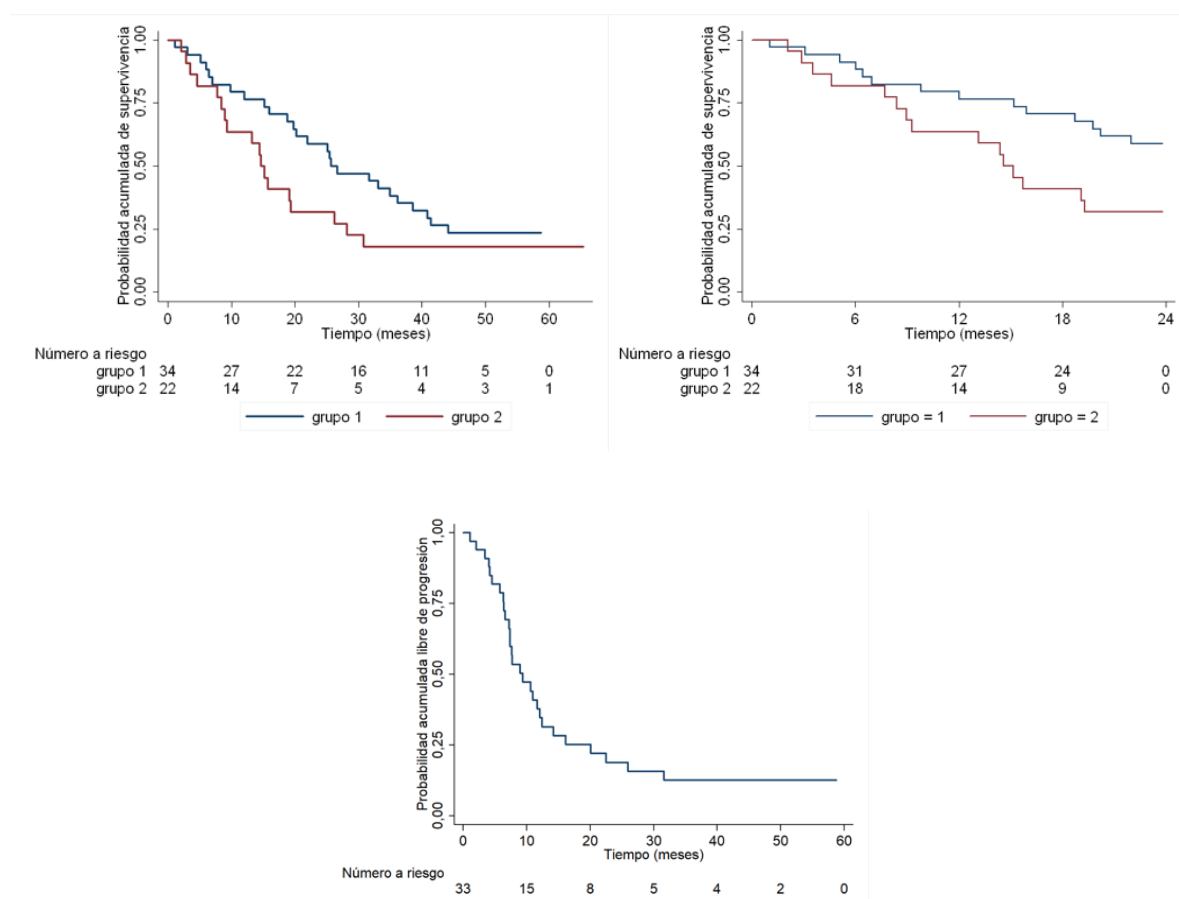 Probabilidad acumulada de supervivencia
1.00
0.75
0.50
0.25
0.00
0 10 20 30 40 50 60
Tiempo (meses)
Número a riesgo
grupo 1 34 27 22 16 11 5 0
grupo 2 22 14 7 5 4 3 1
grupo 1 grupo 2
Probabilidad acumulada de supervivencia
1.00
0.75
0.50
0.25
0.00
0 6 12 18 24
Tiempo (meses)
Número a riesgo
grupo 1 34 31 27 24 0
grupo 2 22 18 14 9 0
grupo = 1 grupo = 2
Probabilidad acumulada libre de progresión
1,00
0,75
0,50
0,25
0,00
0 10 20 30 40 50 60
Tiempo (meses)
Número a riesgo
33 15 8 5 4 2 0